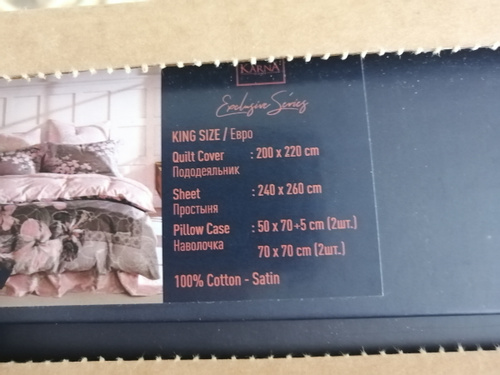 KARNA
Exclusive Series
KING SIZE / Евро
Quilt Cover : 200 x 220 cm
Пододеяльник
Sheet : 240 x 260 cm
Простыня
Pillow Case : 50 x 70+5 cm (2шт.)
Наволочка 70 x 70 cm (2шт.)
100% Cotton - Satin